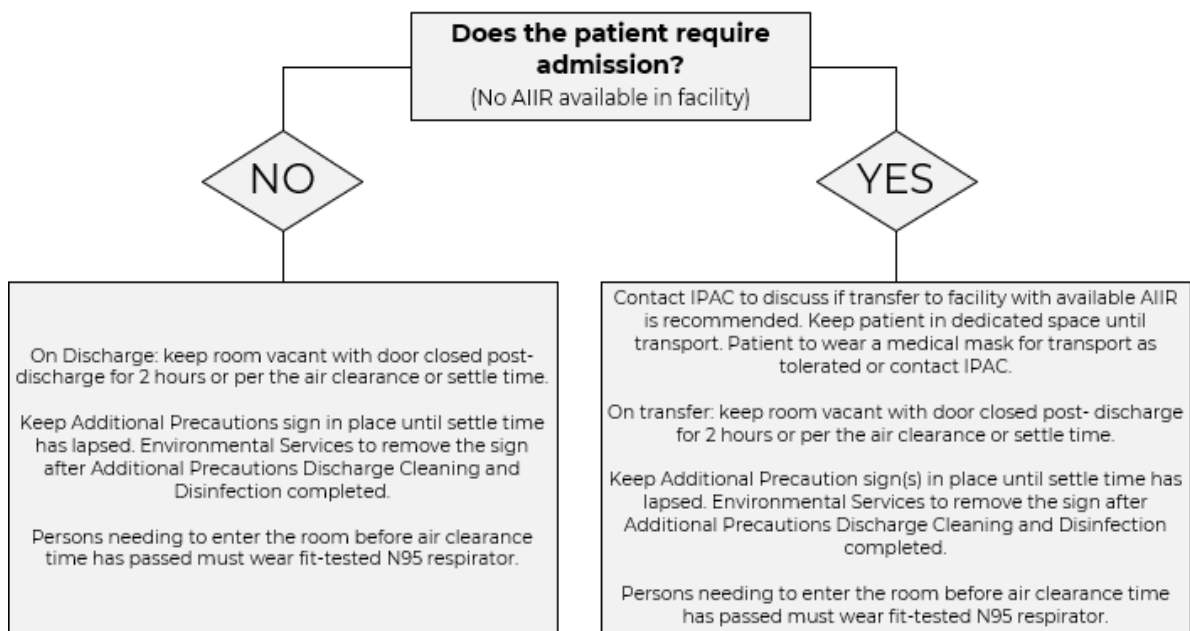 Does the patient require
admission?
(No AIIR available in facility)
NO
YES
On Discharge: keep room vacant with door closed post-
discharge for 2 hours or per the air clearance or settle time.
Keep Additional Precautions sign in place until settle time
has lapsed. Environmental Services to remove the sign
after Additional Precautions Discharge Cleaning and
Disinfection completed.
Persons needing to enter the room before air clearance
time has passed must wear fit-tested N95 respirator.
Contact IPAC to discuss if transfer to facility with available AIIR
is recommended. Keep patient in dedicated space until
transport. Patient to wear a medical mask for transport as
tolerated or contact IPAC.
On transfer: keep room vacant with door closed post- discharge
for 2 hours or per the air clearance or settle time.
Keep Additional Precaution sign(s) in place until settle time has
lapsed. Environmental Services to remove the sign after
Additional Precautions Discharge Cleaning and Disinfection
completed.
Persons needing to enter the room before air clearance time
has passed must wear fit-tested N95 respirator.